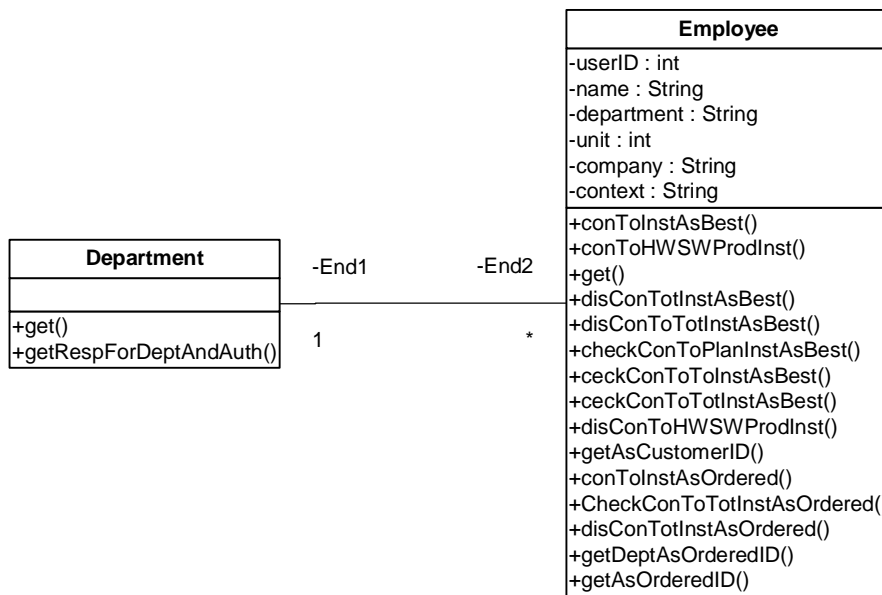 Employee
-userID : int
-name : String
-department : String
-unit : int
-company : String
-context : String
+conToInstAsBest()
+conToHWSWProdInst()
+get()
+disConTotInstAsBest()
+disConToTotInstAsBest()
+checkConToPlanInstAsBest()
+ceckConToToInstAsBest()
+ceckConToTotInstAsBest()
+disConToHWSWProdInst()
+getAsCustomerID()
+conToInstAsOrdered()
+CheckConToTotInstAsOrdered(
+disConTotInstAsOrdered()
+getDeptAsOrderedID()
+getAsOrderedID()
Department
+get()
+getRespForDeptAndAuth()
-End1
-End2
1
*